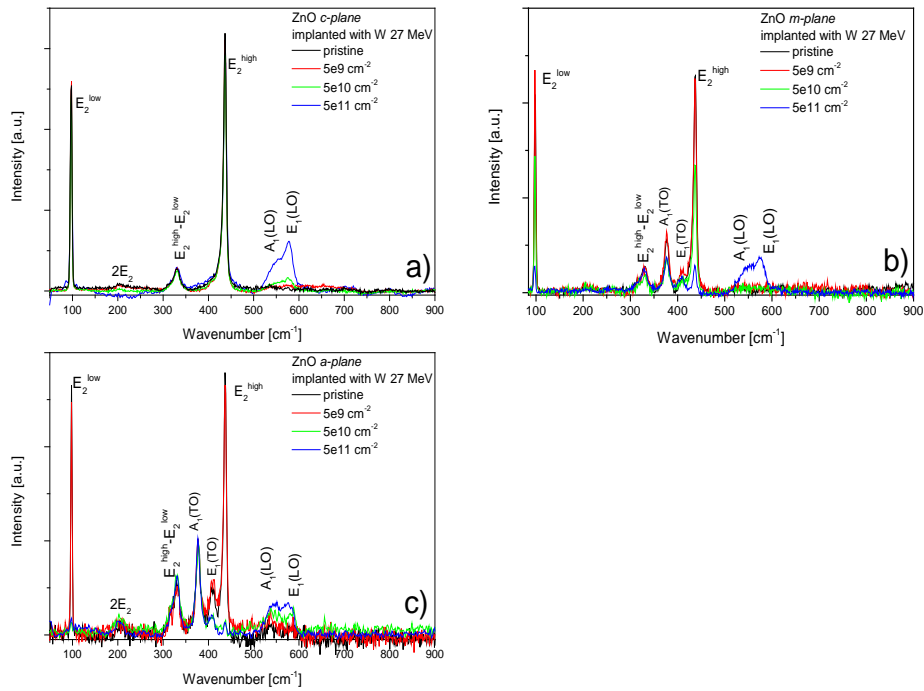 ZnO c-plane
implanted with W 27 MeV
pristine
5e9 cm⁻²
5e10 cm⁻²
5e11 cm⁻²
E₂ˡᵒʷ
2E₂
E₂ʰⁱᵍʰ-E₂ˡᵒʷ
E₂ʰⁱᵍʰ
A₁(LO)
E₁(LO)
a)
Intensity [a.u.]
100 200 300 400 500 600 700 800 900
Wavenumber [cm⁻¹]
ZnO m-plane
implanted with W 27 MeV
pristine
5e9 cm⁻²
5e10 cm⁻²
5e11 cm⁻²
E₂ˡᵒʷ
E₂ʰⁱᵍʰ-E₂ˡᵒʷ
A₁(TO)
E₁(TO)
E₂ʰⁱᵍʰ
A₁(LO)
E₁(LO)
b)
Intensity [a.u.]
100 200 300 400 500 600 700 800 900
Wavenumber [cm⁻¹]
ZnO a-plane
implanted with W 27 MeV
pristine
5e9 cm⁻²
5e10 cm⁻²
5e11 cm⁻²
E₂ˡᵒʷ
2E₂
E₂ʰⁱᵍʰ-E₂ˡᵒʷ
A₁(TO)
E₁(TO)
E₂ʰⁱᵍʰ
A₁(LO)
E₁(LO)
c)
Intensity [a.u.]
100 200 300 400 500 600 700 800 900
Wavenumber [cm⁻¹]